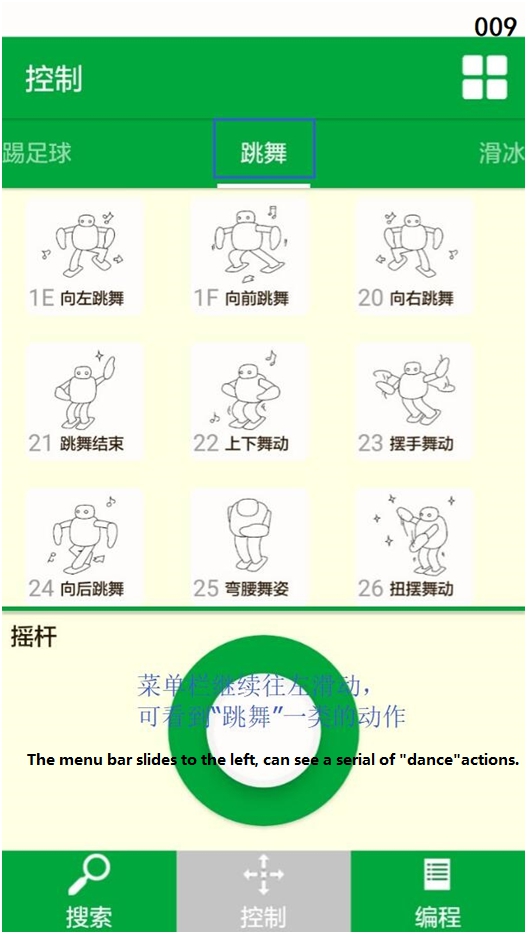 009
控制
踢足球 跳舞 滑冰
1E 向左跳舞 1F 向前跳舞 20 向右跳舞
21 跳舞结束 22 上下舞动 23 摆手舞动
24 向后跳舞 25 弯腰舞姿 26 扭摆舞动
摇杆
菜单栏继续往左滑动，
可看到“跳舞”一类的动作
The menu bar slides to the left, can see a serial of "dance"actions.
搜索 控制 编程